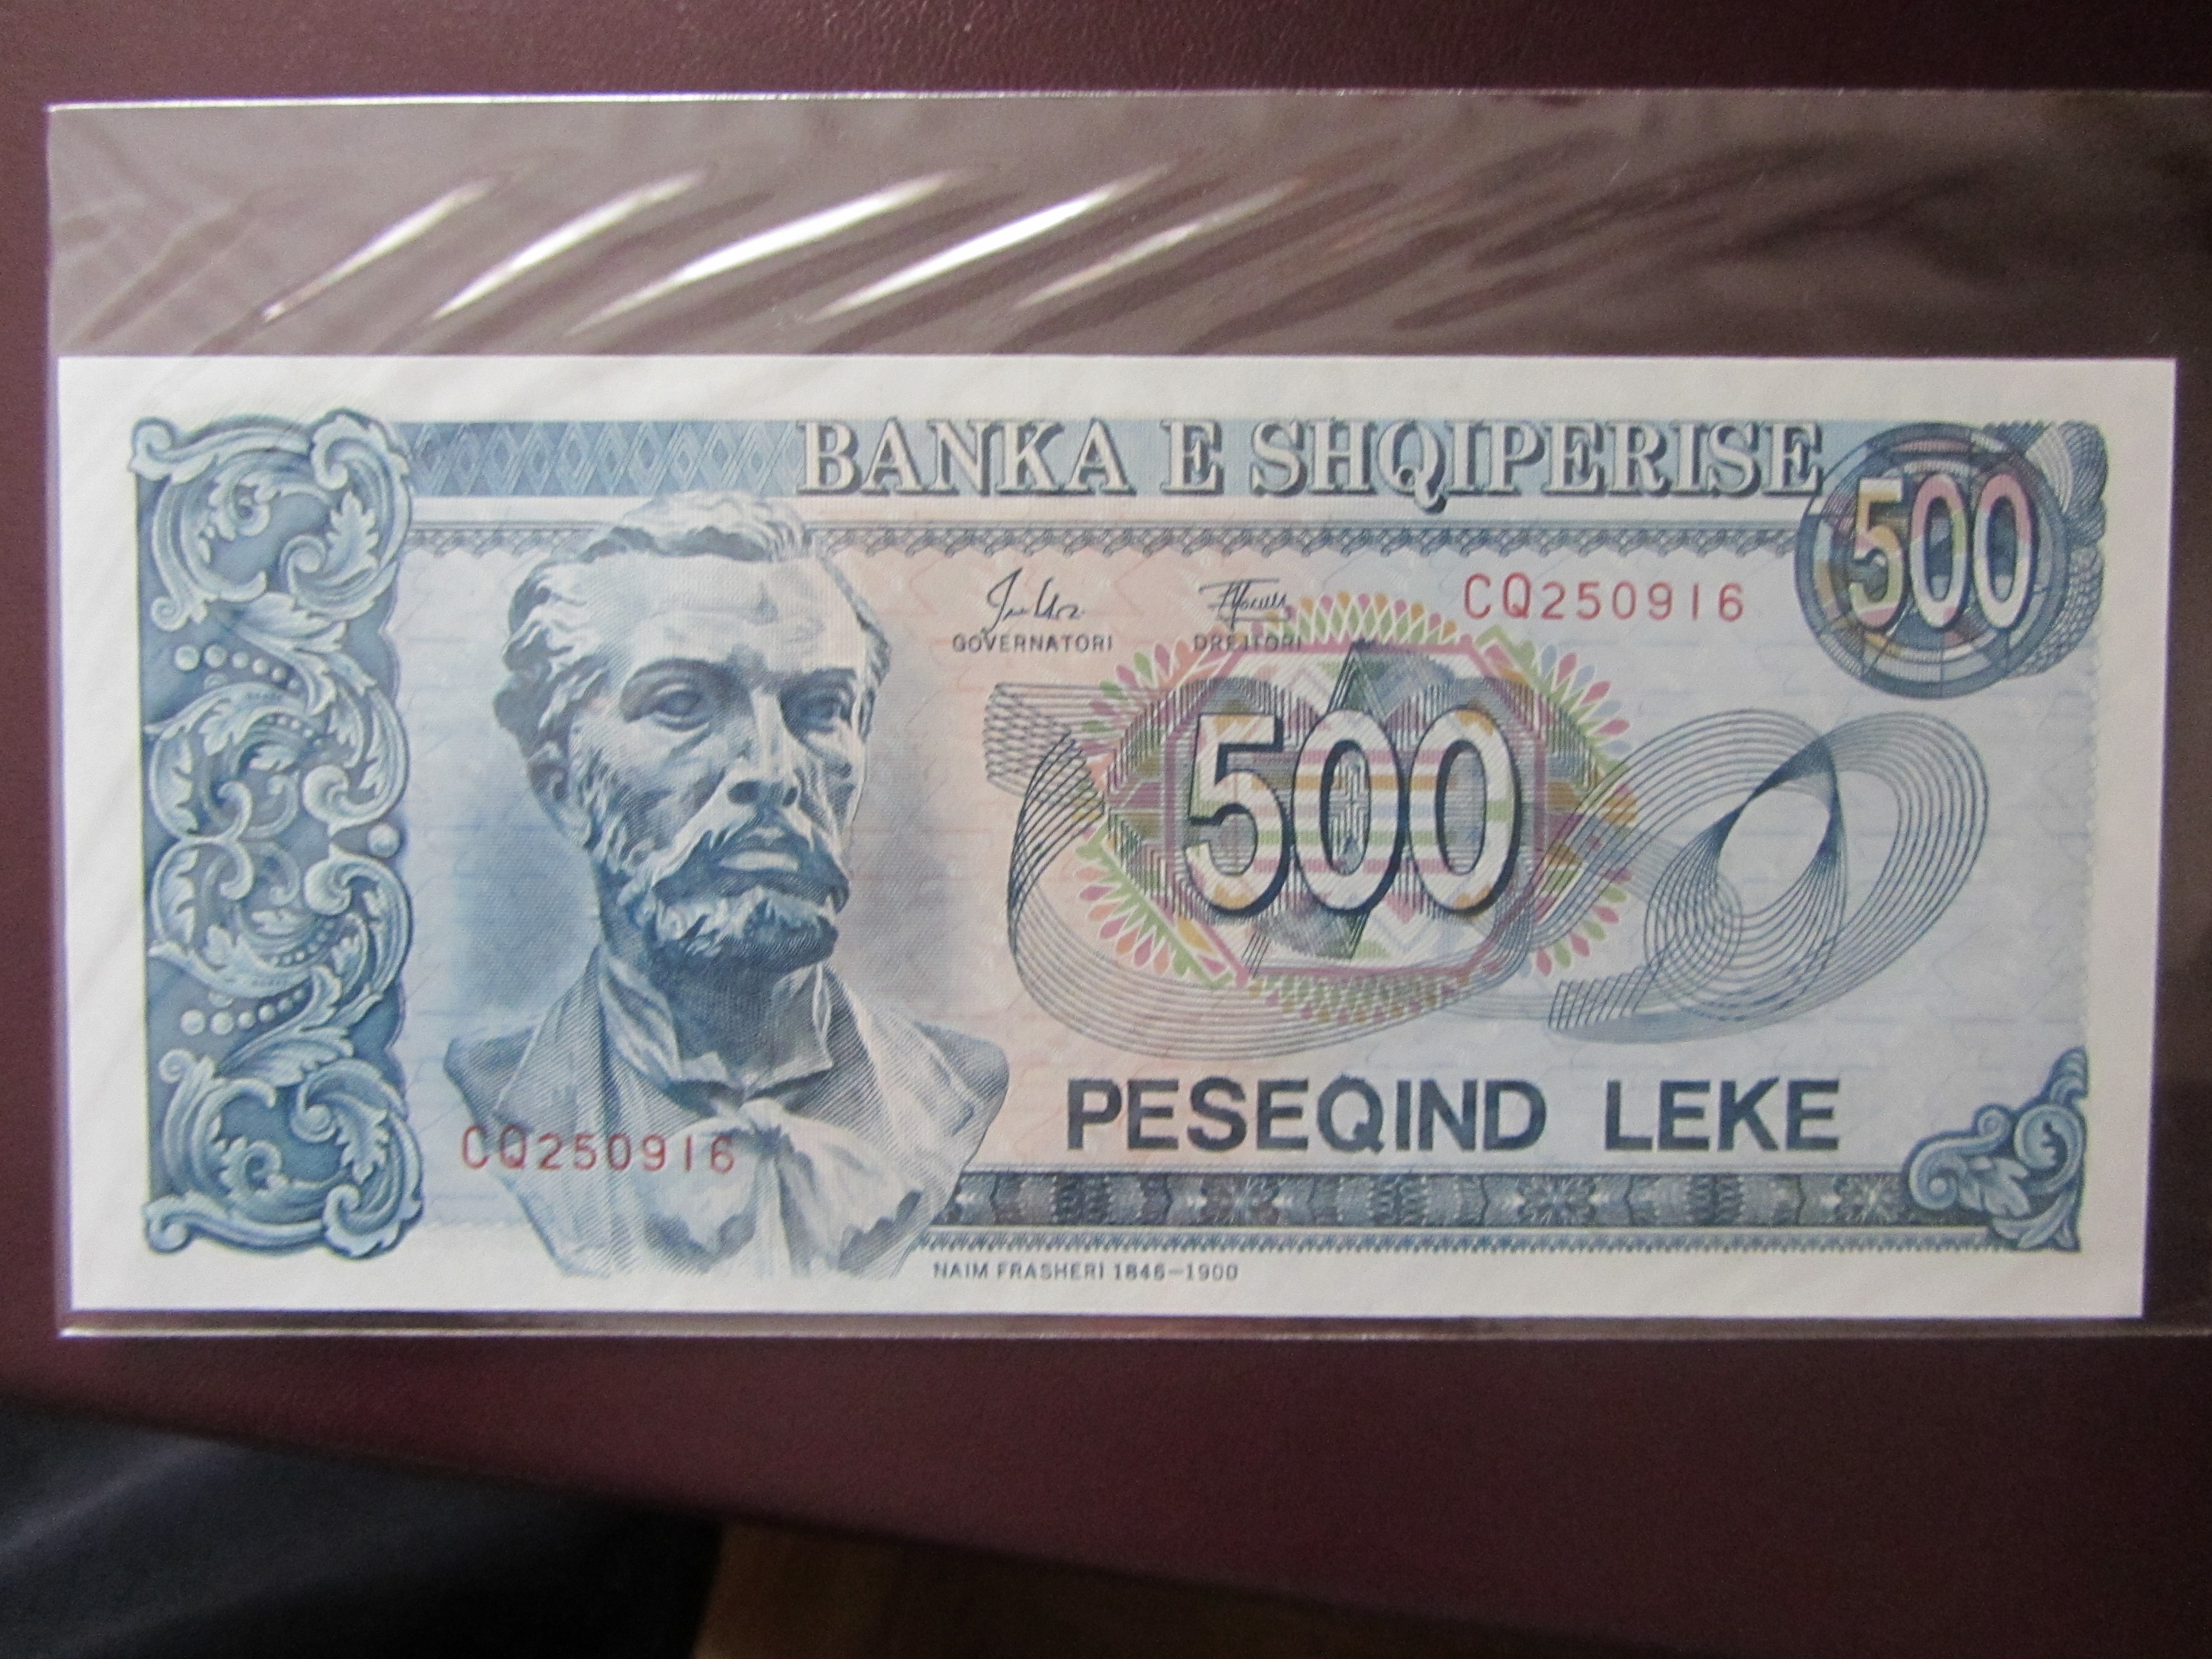 BANKA E SHQIPERISE
500
CQ250916
GOVERNATORI DREJTORI
500
PESEQIND LEKE
CQ250916
NAIM FRASHERI 1846-1900